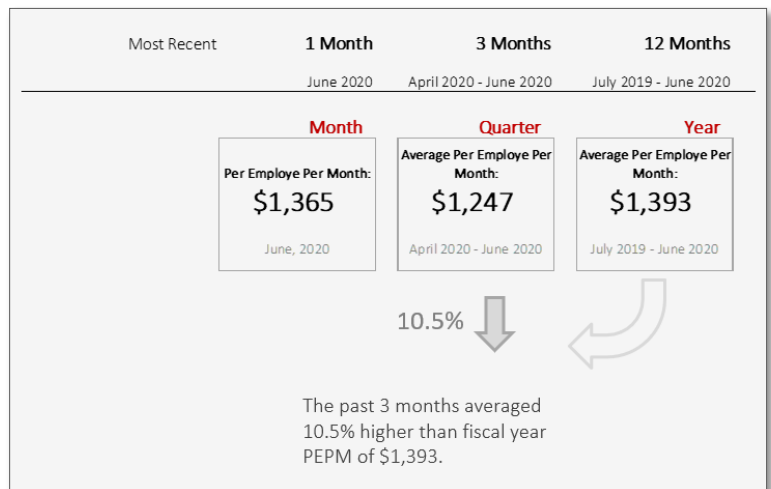 Most Recent 1 Month 3 Months 12 Months
June 2020 April 2020 - June 2020 July 2019 - June 2020
Month Quarter Year
Per Employe Per Month:
$1,365
June, 2020
Average Per Employe Per
Month:
$1,247
April 2020 - June 2020
Average Per Employe Per
Month:
$1,393
July 2019 - June 2020
10.5%
The past 3 months averaged
10.5% higher than fiscal year
PEPM of $1,393.